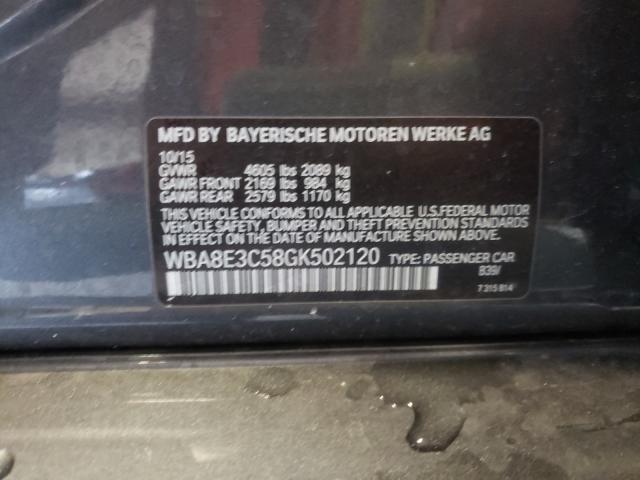 MFD BY BAYERISCHE MOTOREN WERKE AG
10/15
GVWR 4605 lbs 2089 kg
GAWR FRONT 2169 lbs 984 kg
GAWR REAR 2579 lbs 1170 kg
THIS VEHICLE CONFORMS TO ALL APPLICABLE U.S.FEDERAL MOTOR
VEHICLE SAFETY, BUMPER AND THEFT PREVENTION STANDARDS
IN EFFECT ON THE DATE OF MANUFACTURE SHOWN ABOVE.
WBA8E3C58GK502120 TYPE: PASSENGER CAR
B39/
7 315 814